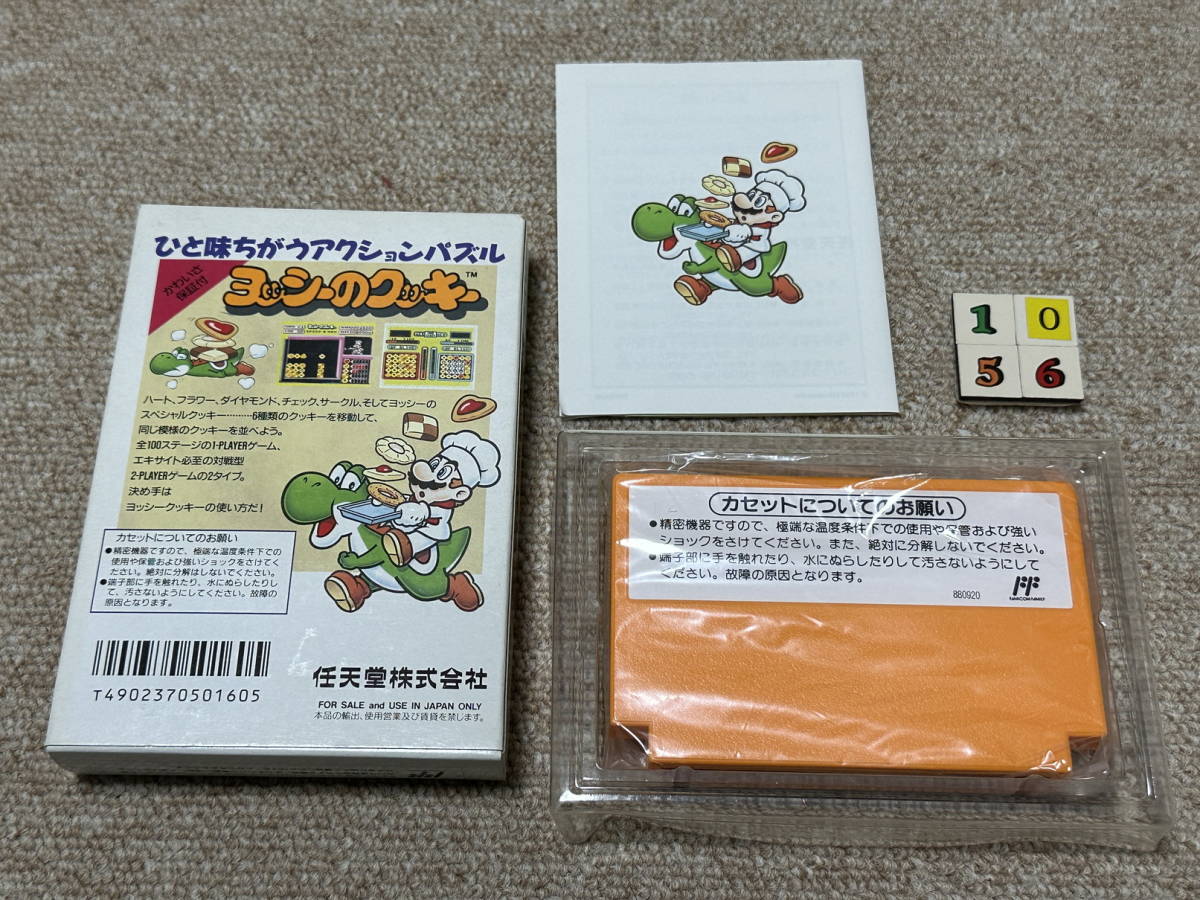 ひと味ちがうアクションパズル
かわいさ
保証付
ヨッシーのクッキー™
ハート、フラワー、ダイヤモンド、チェック、サークル、そしてヨッシーの
スペシャルクッキー………6種類のクッキーを移動して、
同じ模様のクッキーを並べよう。
全100ステージの1-PLAYERゲーム、
エキサイト必至の対戦型
2-PLAYERゲームの2タイプ。
決め手は
ヨッシークッキーの使い方だ!
カセットについてのお願い
●精密機器ですので、極端な温度条件下での
使用や保管および強いショックをさけてく
ださい。絶対に分解はしないでください。
●端子部に手を触れたり、水にぬらしたりし
て、汚さないようにしてください。故障の
原因となります。
T4902370501605
任天堂株式会社
FOR SALE and USE IN JAPAN ONLY
本品の輸出、使用営業及び賃貸を禁じます。
1 0
5 6
カセットについてのお願い
●精密機器ですので、極端な温度条件下での使用や保管および強い
ショックをさけてください。また、絶対に分解しないでください。
●端子部に手を触れたり、水にぬらしたりして汚さないようにして
ください。故障の原因となります。
880920
FAMICOM FAMILY